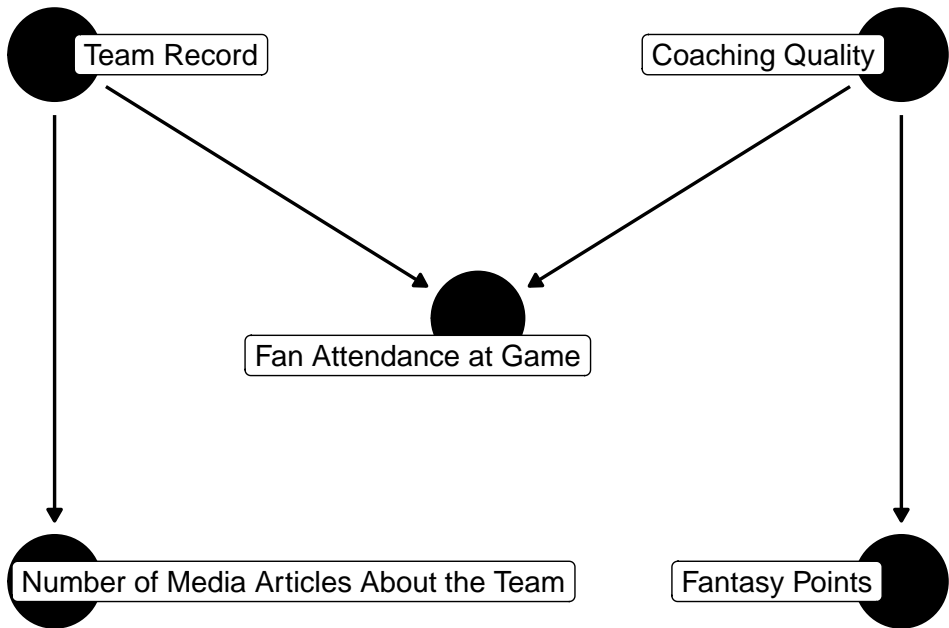 Team Record
Coaching Quality
Fan Attendance at Game
Number of Media Articles About the Team
Fantasy Points